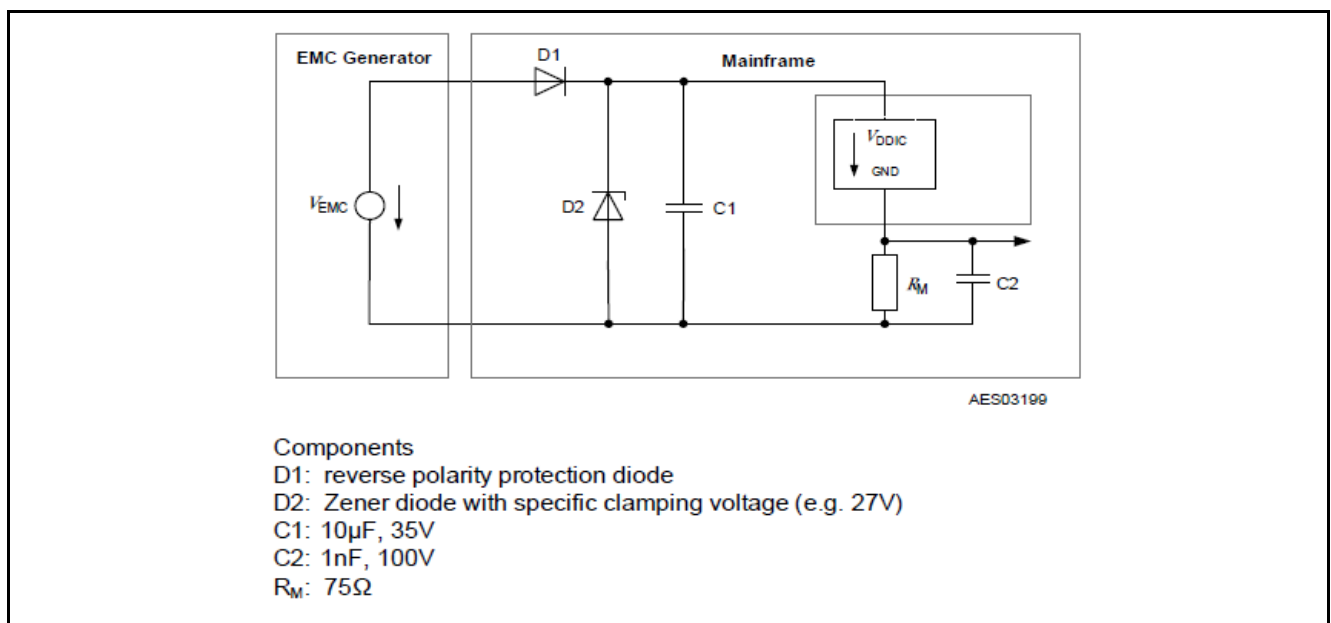 EMC Generator
D1
Mainframe
VDDIC
GND
VEMC
D2
C1
RM
C2
AES03199
Components
D1: reverse polarity protection diode
D2: Zener diode with specific clamping voltage (e.g. 27V)
C1: 10µF, 35V
C2: 1nF, 100V
RM: 75Ω